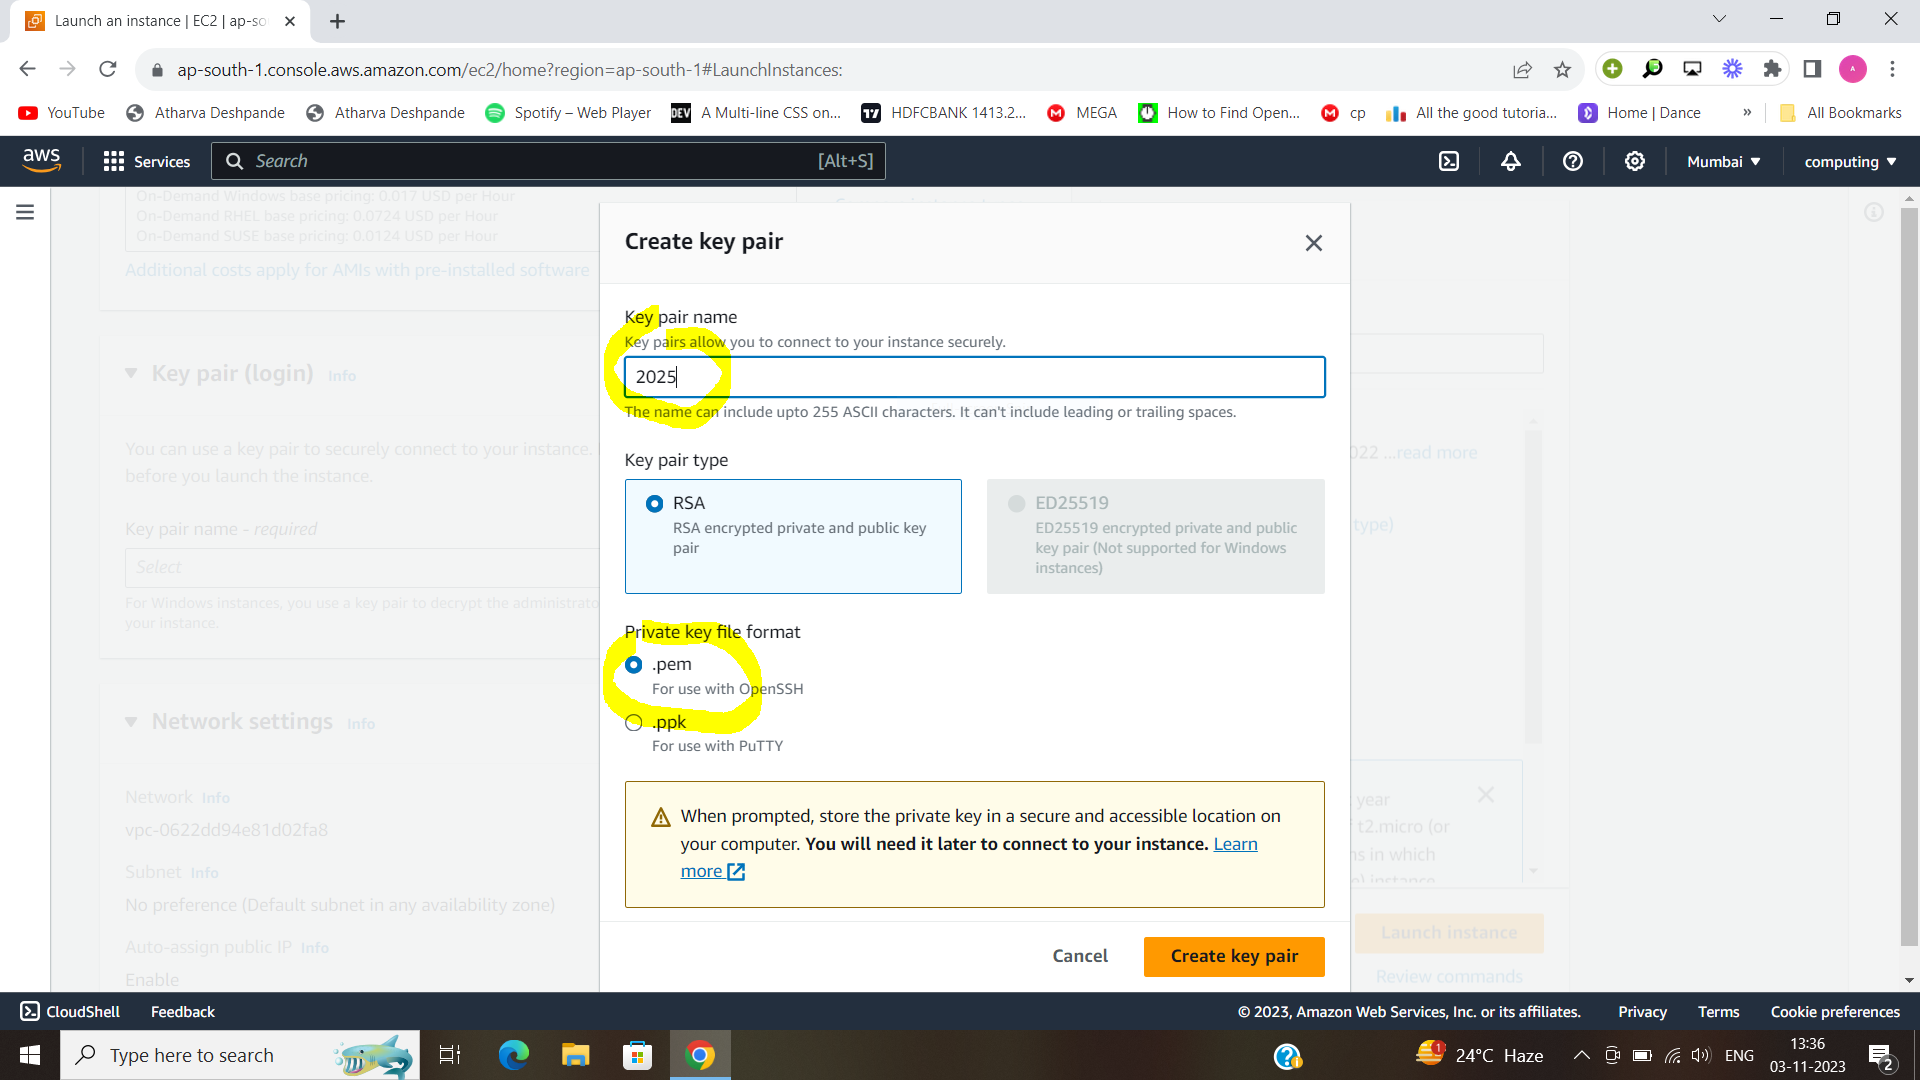 Launch an instance | EC2 | ap-so
ap-south-1.console.aws.amazon.com/ec2/home?region=ap-south-1#LaunchInstances:
A
YouTube
Atharva Deshpande
Atharva Deshpande
Spotify – Web Player
DEV
A Multi-line CSS on...
HDFCBANK 1413.2...
MEGA
How to Find Open...
cp
All the good tutoria...
Home | Dance
»
All Bookmarks
aws
Services
Search
[Alt+S]
Mumbai
computing
On-Demand Windows base pricing: 0.017 USD per Hour
On-Demand RHEL base pricing: 0.0724 USD per Hour
On-Demand SUSE base pricing: 0.0124 USD per Hour
Additional costs apply for AMIs with pre-installed software
Key pair (login) Info
You can use a key pair to securely connect to your instance.
before you launch the instance.
Key pair name - required
Select
For Windows instances, you use a key pair to decrypt the administrato
your instance.
Network settings Info
Network Info
vpc-0622dd94e81d02fa8
Subnet Info
No preference (Default subnet in any availability zone)
Auto-assign public IP Info
Enable
Create key pair
Key pair name
Key pairs allow you to connect to your instance securely.
2025
The name can include upto 255 ASCII characters. It can't include leading or trailing spaces.
Key pair type
RSA
RSA encrypted private and public key
pair
ED25519
ED25519 encrypted private and public
key pair (Not supported for Windows
instances)
Private key file format
.pem
For use with OpenSSH
.ppk
For use with PuTTY
When prompted, store the private key in a secure and accessible location on
your computer. You will need it later to connect to your instance. Learn
more
Cancel
Create key pair
022 ...read more
type)
year
f t2.micro (or
ns in which
Launch instance
Review commands
CloudShell
Feedback
© 2023, Amazon Web Services, Inc. or its affiliates.
Privacy
Terms
Cookie preferences
Type here to search
1
24°C Haze
ENG
13:36
03-11-2023
2